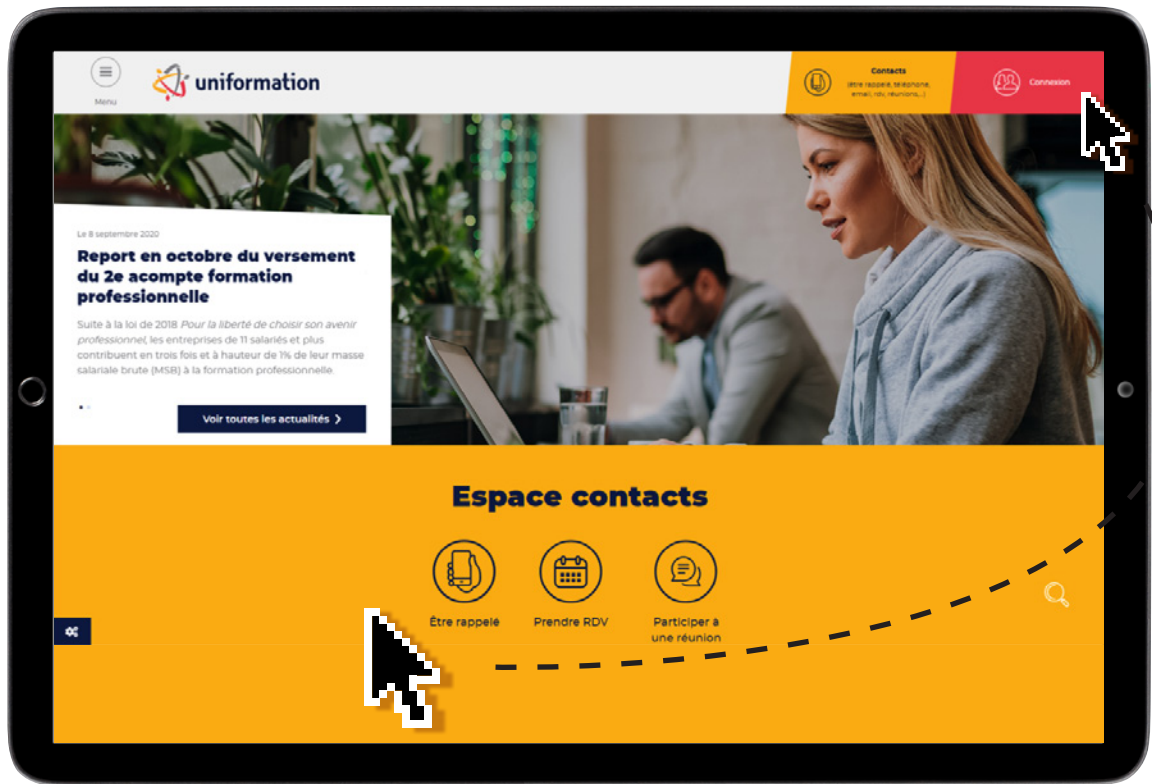 Menu
uniformation
Contacts
(être rappelé, téléphone,
email, rdv, réunions,...)
Connexion
Le 8 septembre 2020
Report en octobre du versement
du 2e acompte formation
professionnelle
Suite à la loi de 2018 Pour la liberté de choisir son avenir
professionnel, les entreprises de 11 salariés et plus
contribuent en trois fois et à hauteur de 1% de leur masse
salariale brute (MSB) à la formation professionnelle.
Voir toutes les actualités
Espace contacts
Être rappelé
Prendre RDV
Participer à
une réunion